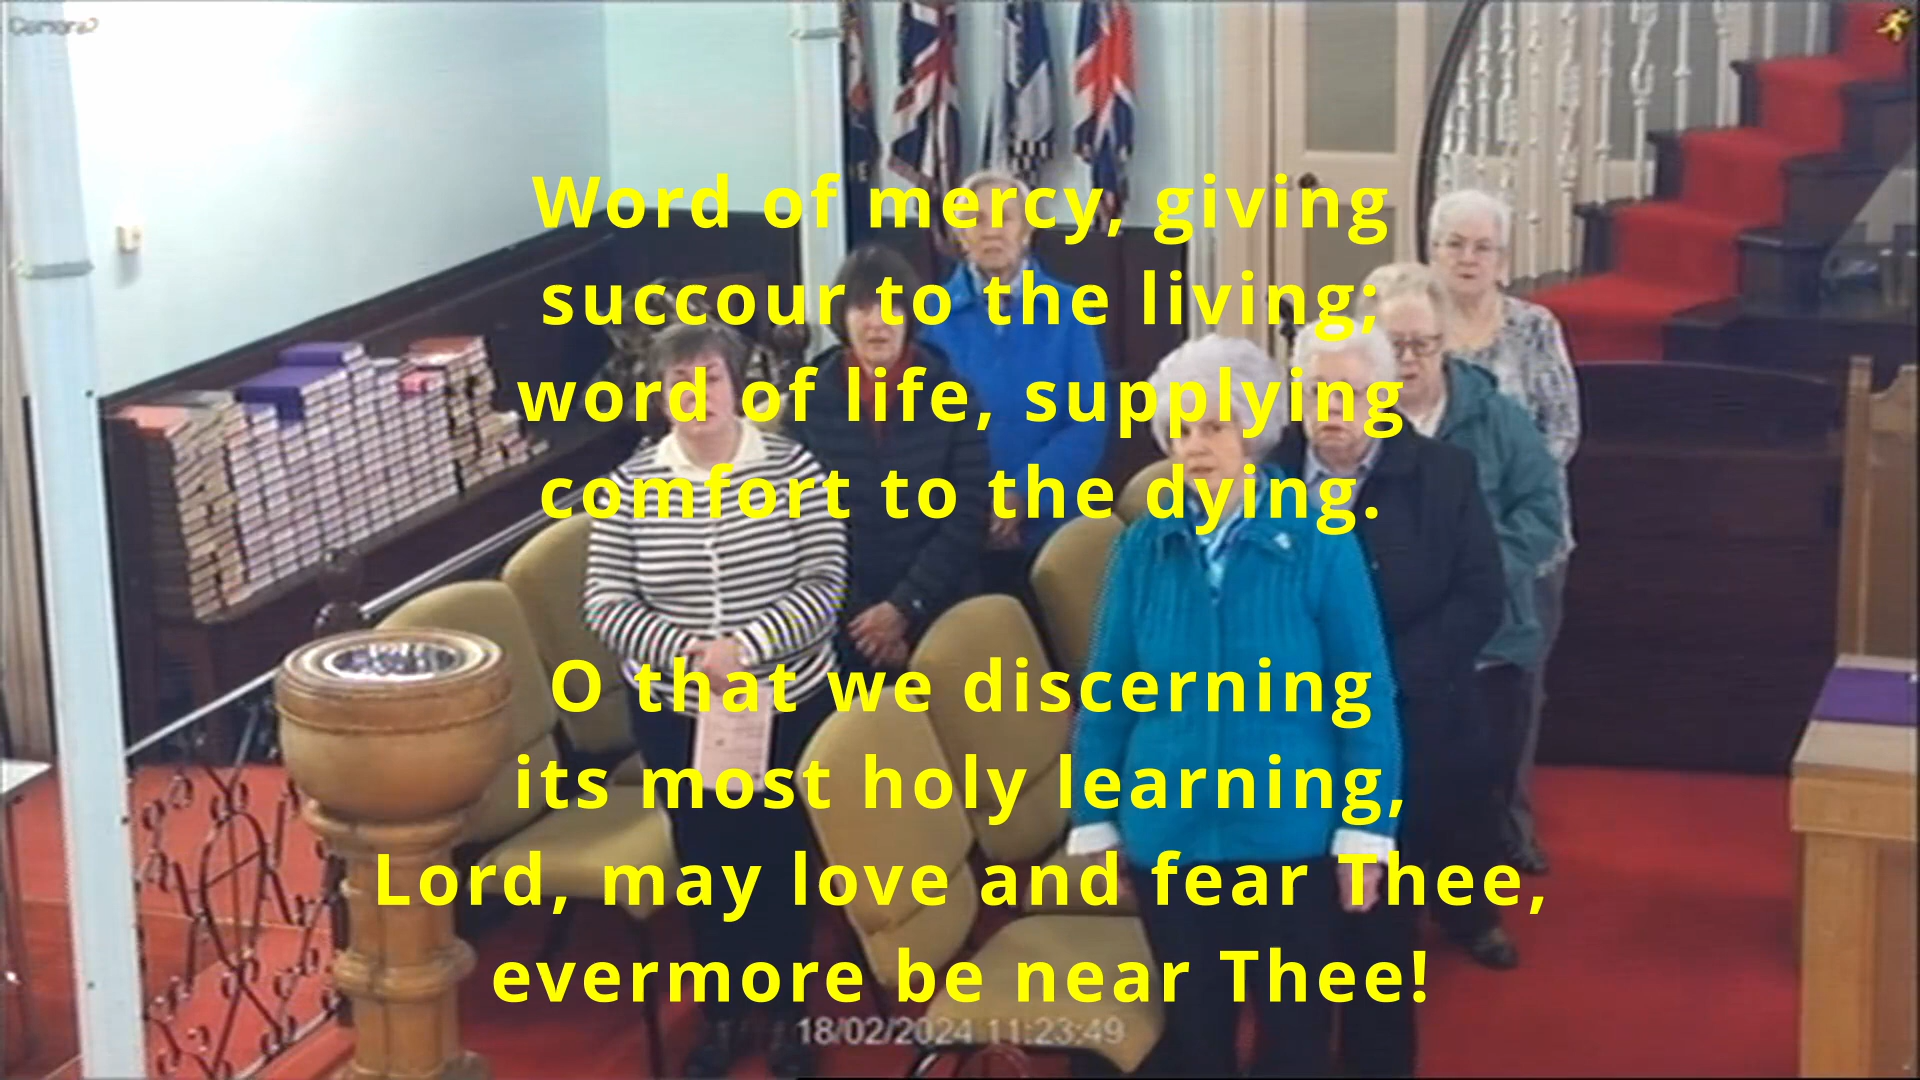 Camera2
Word of mercy, giving
succour to the living;
word of life, supplying
comfort to the dying.
O that we discerning
its most holy learning,
Lord, may love and fear Thee,
evermore be near Thee!
18/02/2024 11:23:49